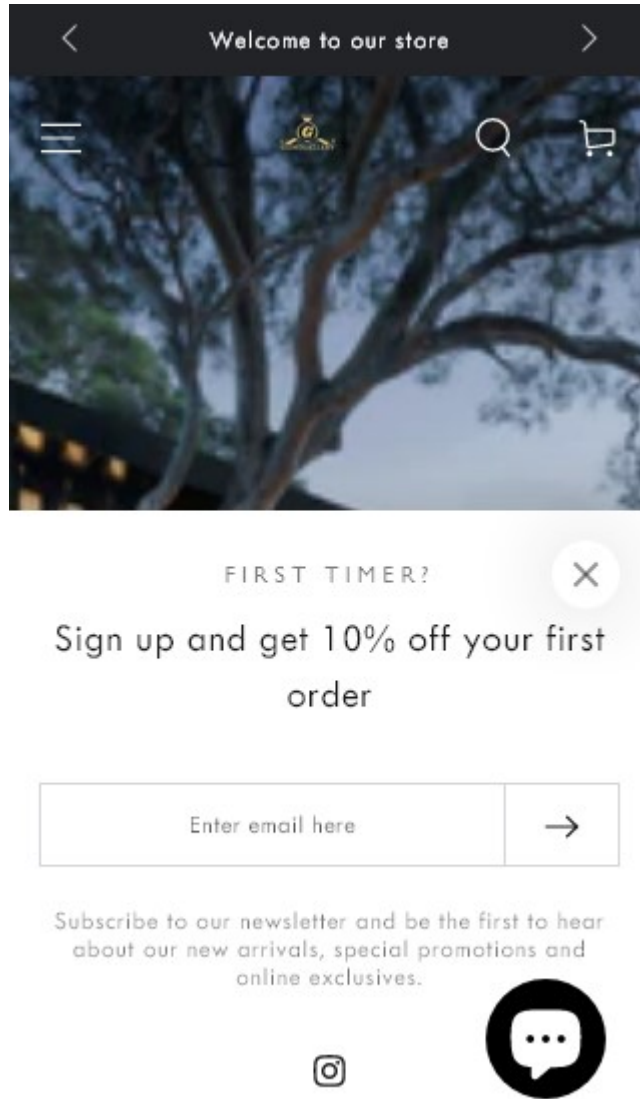 Welcome to our store
G
FIRST TIMER?
Sign up and get 10% off your first
order
Enter email here
Subscribe to our newsletter and be the first to hear
about our new arrivals, special promotions and
online exclusives.